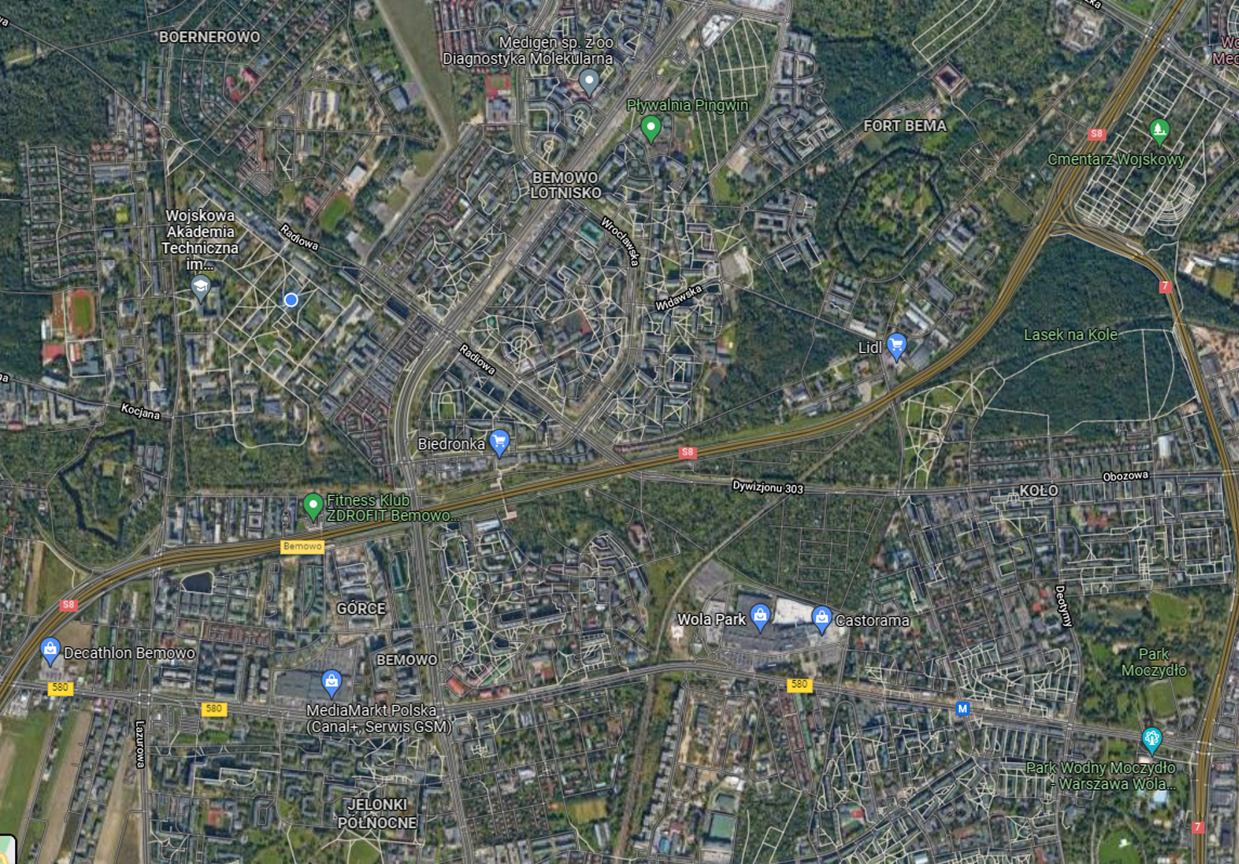 BOERNEROWO
Medigen sp. z oo
Diagnostyka Molekularna
Pływalnia Pingwin
FORT BEMA
S8
Cmentarz Wojskowy
BEMOWO
LOTNISKO
Wojskowa
Akademia
Techniczna
im...
Radiowa
Wrocławska
Widawska
7
Lasek na Kole
Lidl
Radiowa
Kocjana
Biedronka
S8
Dywizjonu 303
Obozowa
KOŁO
Fitness Klub
ZDROFIT Bemowo...
Bemowo
S8
GÓRCE
Deotymy
Wola Park
Castorama
Decathlon Bemowo
BEMOWO
Park
Moczydło
580
580
580
M
MediaMarkt Polska
(Canal+, Serwis GSM)
Lazurowa
Park Wodny Moczydło
- Warszawa Wola...
JELONKI
PÓŁNOCNE
7